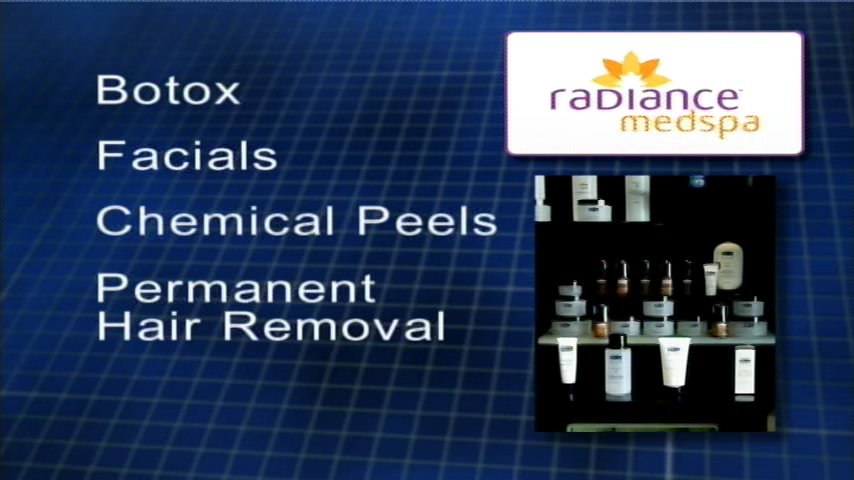 Botox
Facials
Chemical Peels
Permanent
Hair Removal
radiance
medspa